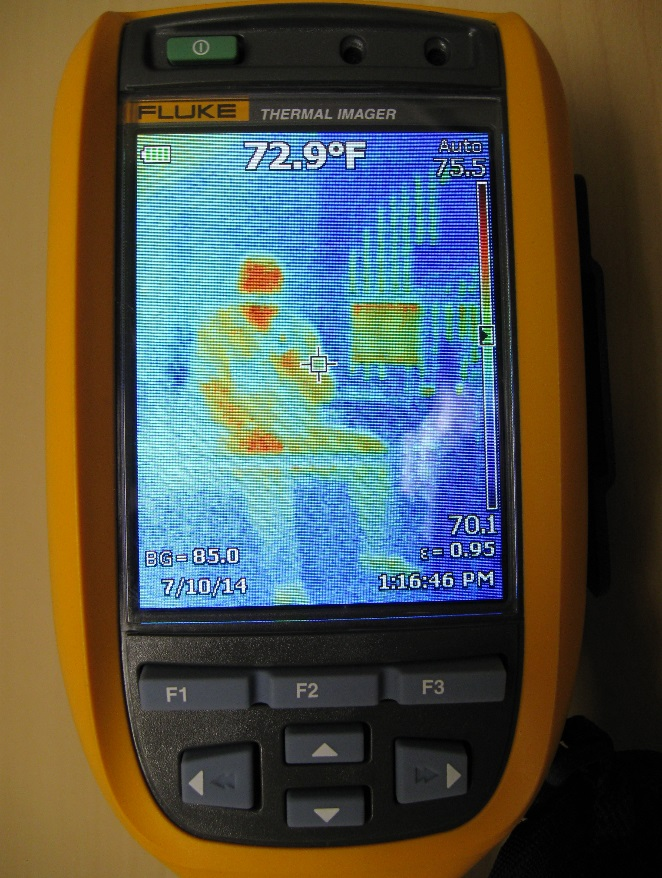 FLUKE THERMAL IMAGER
72.9°F
Auto
75.5
70.1
BG=85.0
ε=0.95
7/10/14
1:16:46 PM
F1
F2
F3